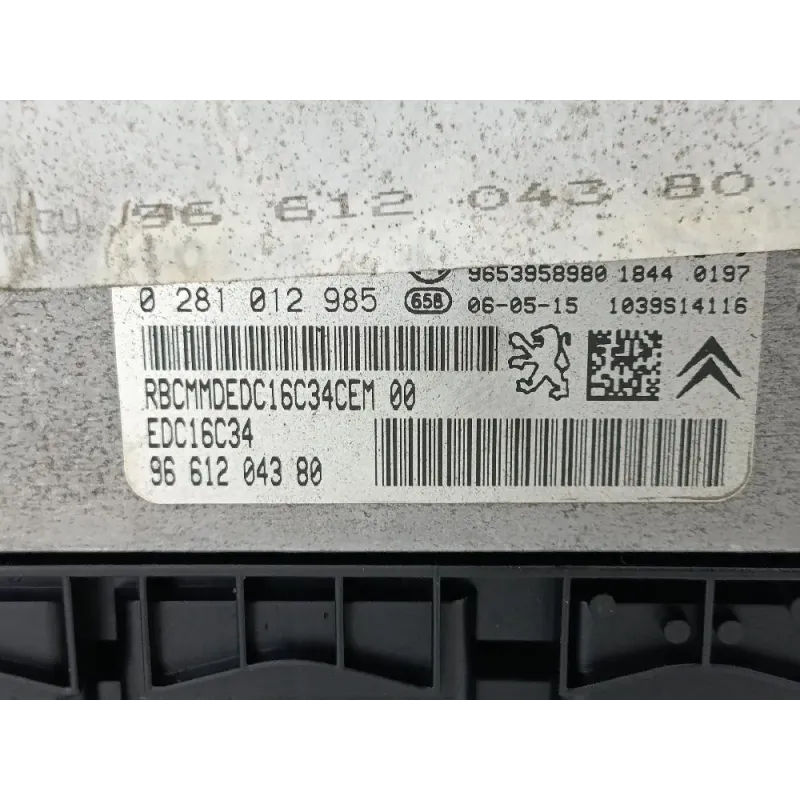 96 612 043 80
9653958980 1844 0197
0 281 012 985 658 06-05-15 1039S14116
RBCMMDEDC16C34CEM 00
EDC16C34
96 612 043 80